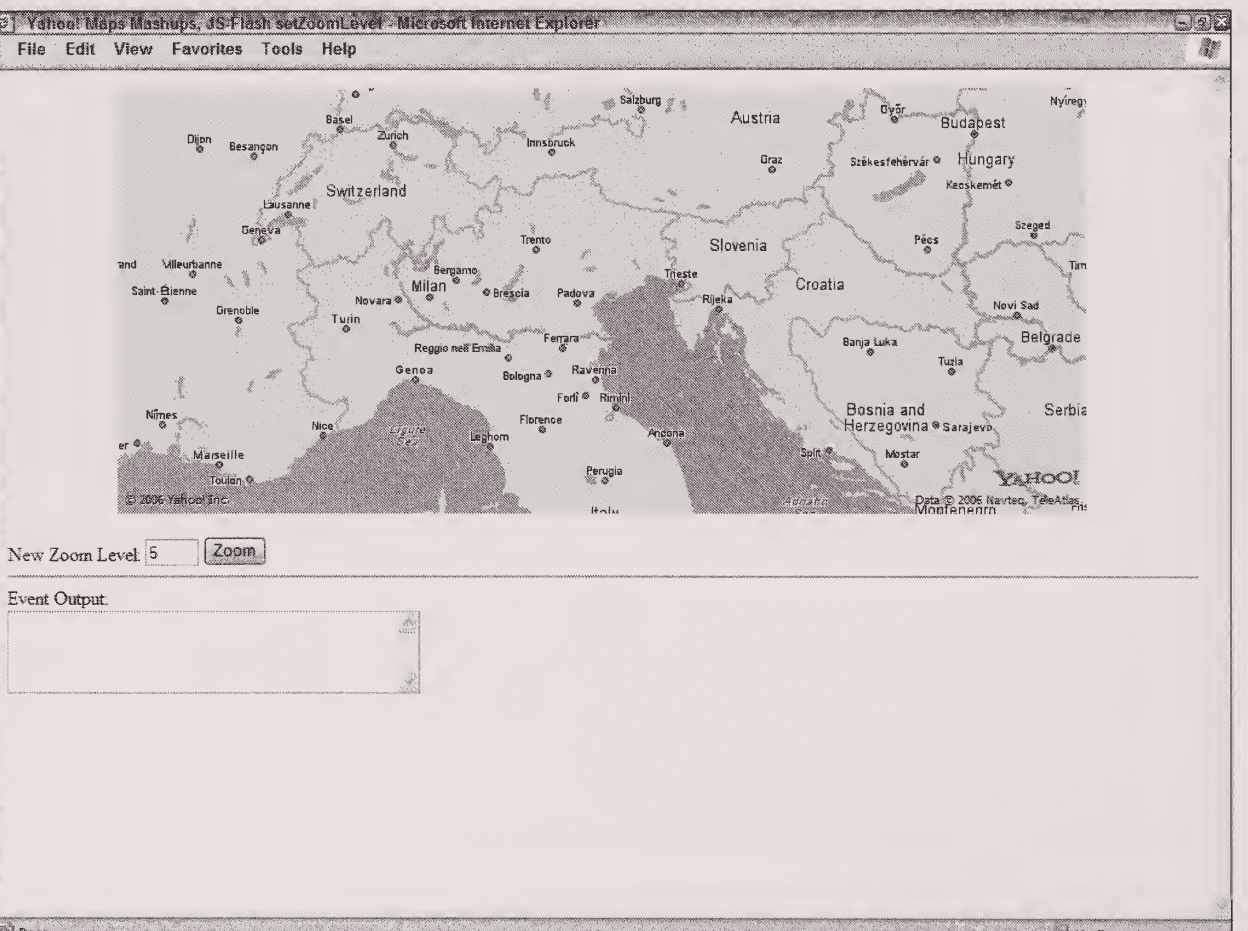 Yahoo! Maps Mashups, JS-Flash setZoomLevel - Microsoft Internet Explorer
File Edit View Favorites Tools Help
Salzburg
Austria
Győr
Nyíregy
Basel
Budapest
Dijon
Besançon
Zurich
Innsbruck
Graz
Székesfehérvár
Hungary
Switzerland
Kecskemét
Lausanne
Geneva
Trento
Slovenia
Pécs
Szeged
and
Villeurbanne
Bergamo
Trieste
Tim
Saint-Étienne
Milan
Brescia
Padova
Croatia
Novara
Rijeka
Grenoble
Turin
Novi Sad
Ferrara
Belgrade
Reggio nell'Emilia
Banja Luka
Tuzla
Genoa
Bologna
Ravenna
Forlì
Rimini
Nîmes
Florence
Bosnia and
Herzegovina
Serbia
Nice
Ligure
Sea
Leghorn
Ancona
Sarajevo
er
Marseille
Split
Mostar
Toulon
Perugia
YAHOO!
© 2006 Yahoo! Inc
Italy
Adriatic
Data © 2006 Navteq, TeleAtlas
Montenegro
New Zoom Level: 5 Zoom
Event Output: